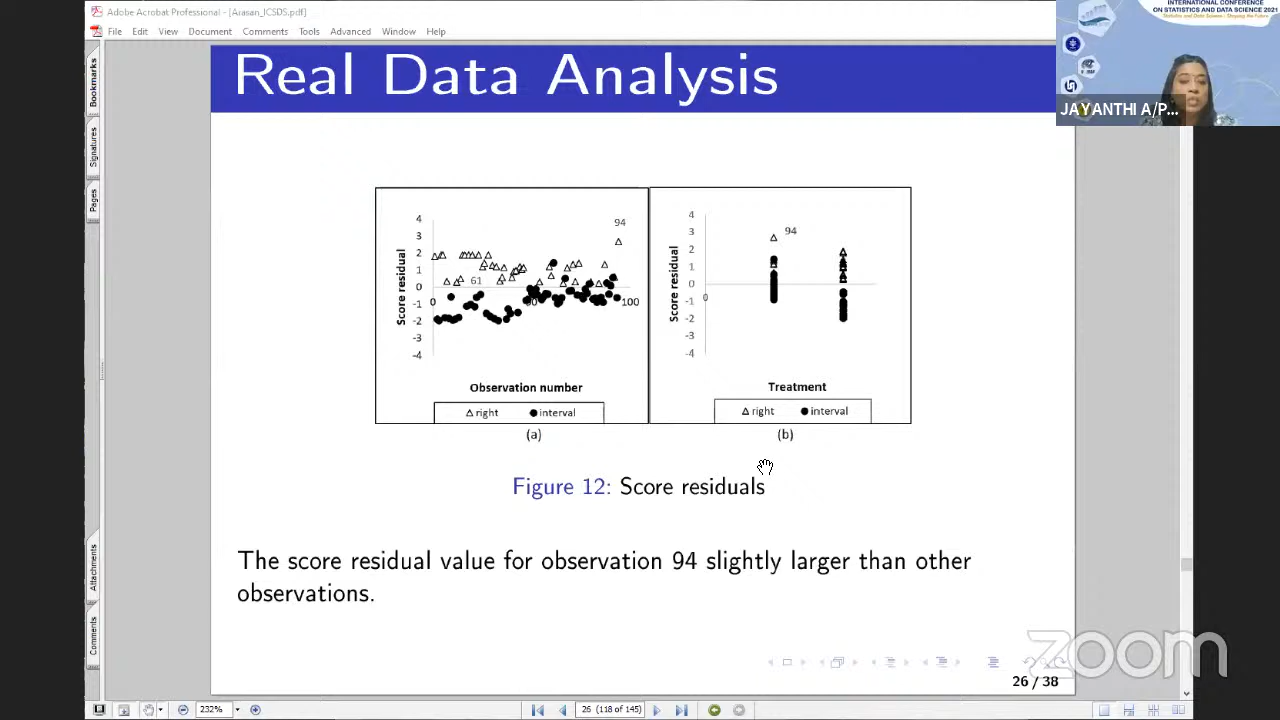 Adobe Acrobat Professional - [Arasan_ICSDS.pdf]
File Edit View Document Comments Tools Advanced Window Help
INTERNATIONAL CONFERENCE
ON STATISTICS AND DATA SCIENCE 2021
JAYANTHI A/P...
Bookmarks
Signatures
Pages
Attachments
Comments
Real Data Analysis
4
3
2
1
0
-1
-2
-3
-4
Score residual
94
61
0
100
Observation number
right interval
(a)
4
3
2
1
0
-1
-2
-3
-4
Score residual
94
0
Treatment
right interval
(b)
Figure 12: Score residuals
The score residual value for observation 94 slightly larger than other
observations.
zoom
26 / 38
232%
26 (118 of 145)